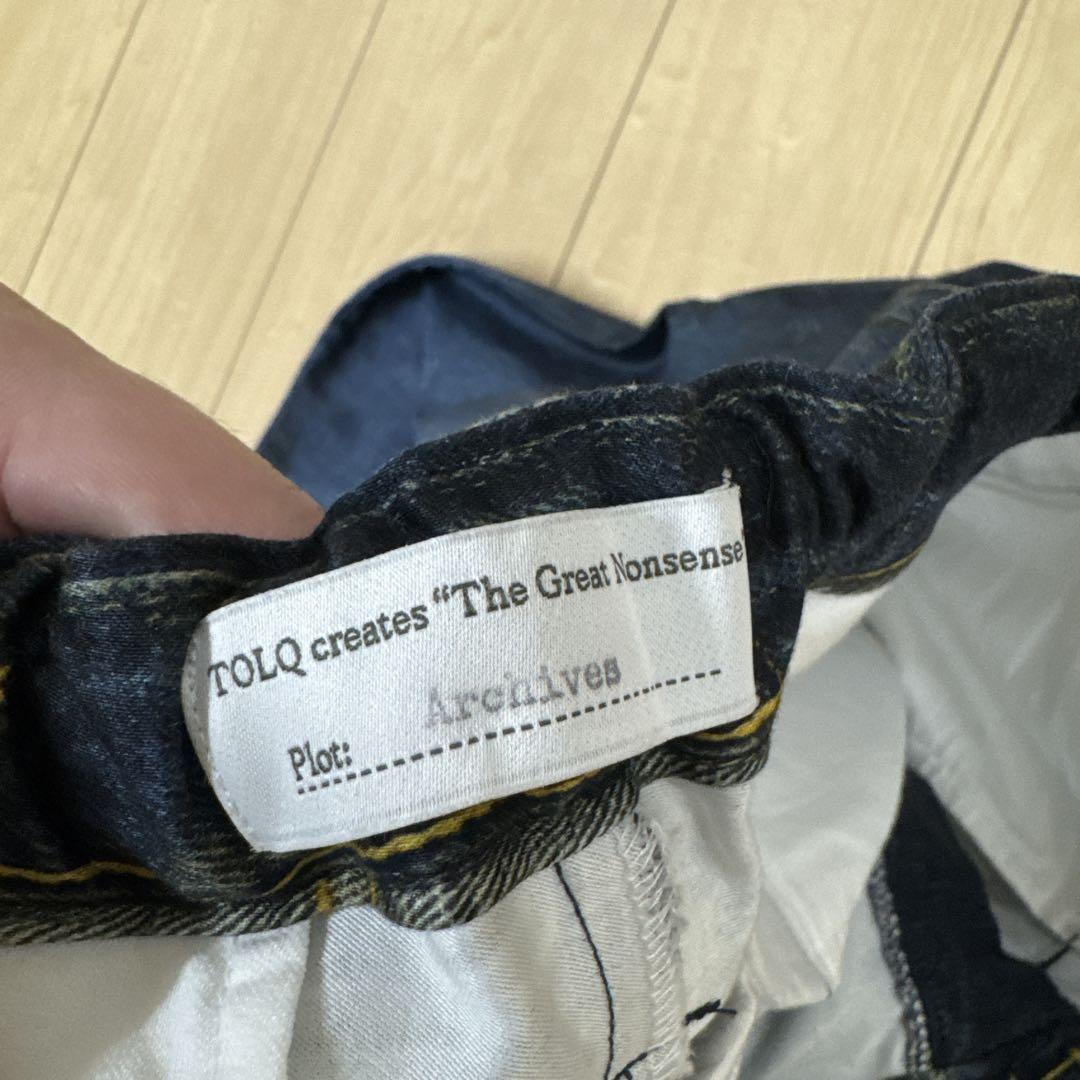 TOLQ creates “The Great Nonsense
Archives
Plot: